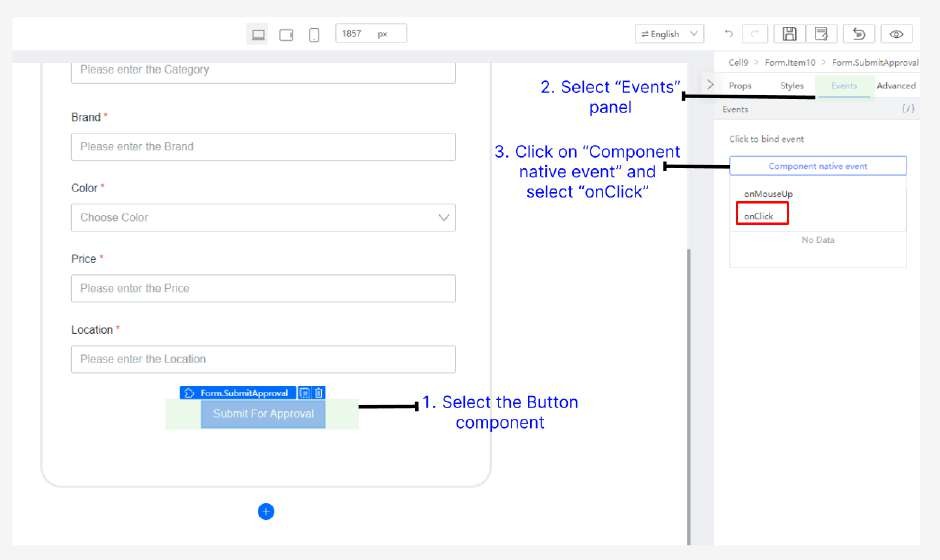 1857 px
English
Cell9 > Form.Item10 > Form.SubmitApproval
Please enter the Category
2. Select “Events”
panel
Props Styles Events Advanced
Events {/}
Brand *
Please enter the Brand
Click to bind event
3. Click on “Component
native event” and
select “onClick”
Component native event
onMouseUp
onClick
No Data
Color *
Choose Color
Price *
Please enter the Price
Location *
Please enter the Location
Form.SubmitApproval
Submit For Approval
1. Select the Button
component